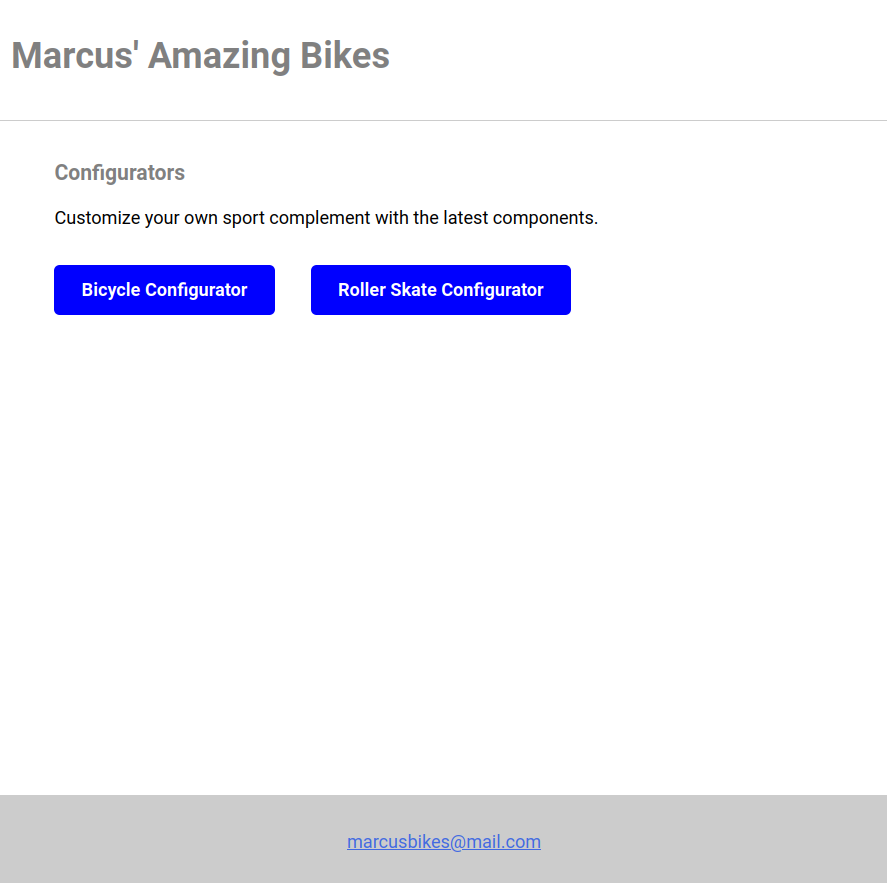 Marcus' Amazing Bikes
Configurators
Customize your own sport complement with the latest components.
Bicycle Configurator
Roller Skate Configurator
marcusbikes@mail.com